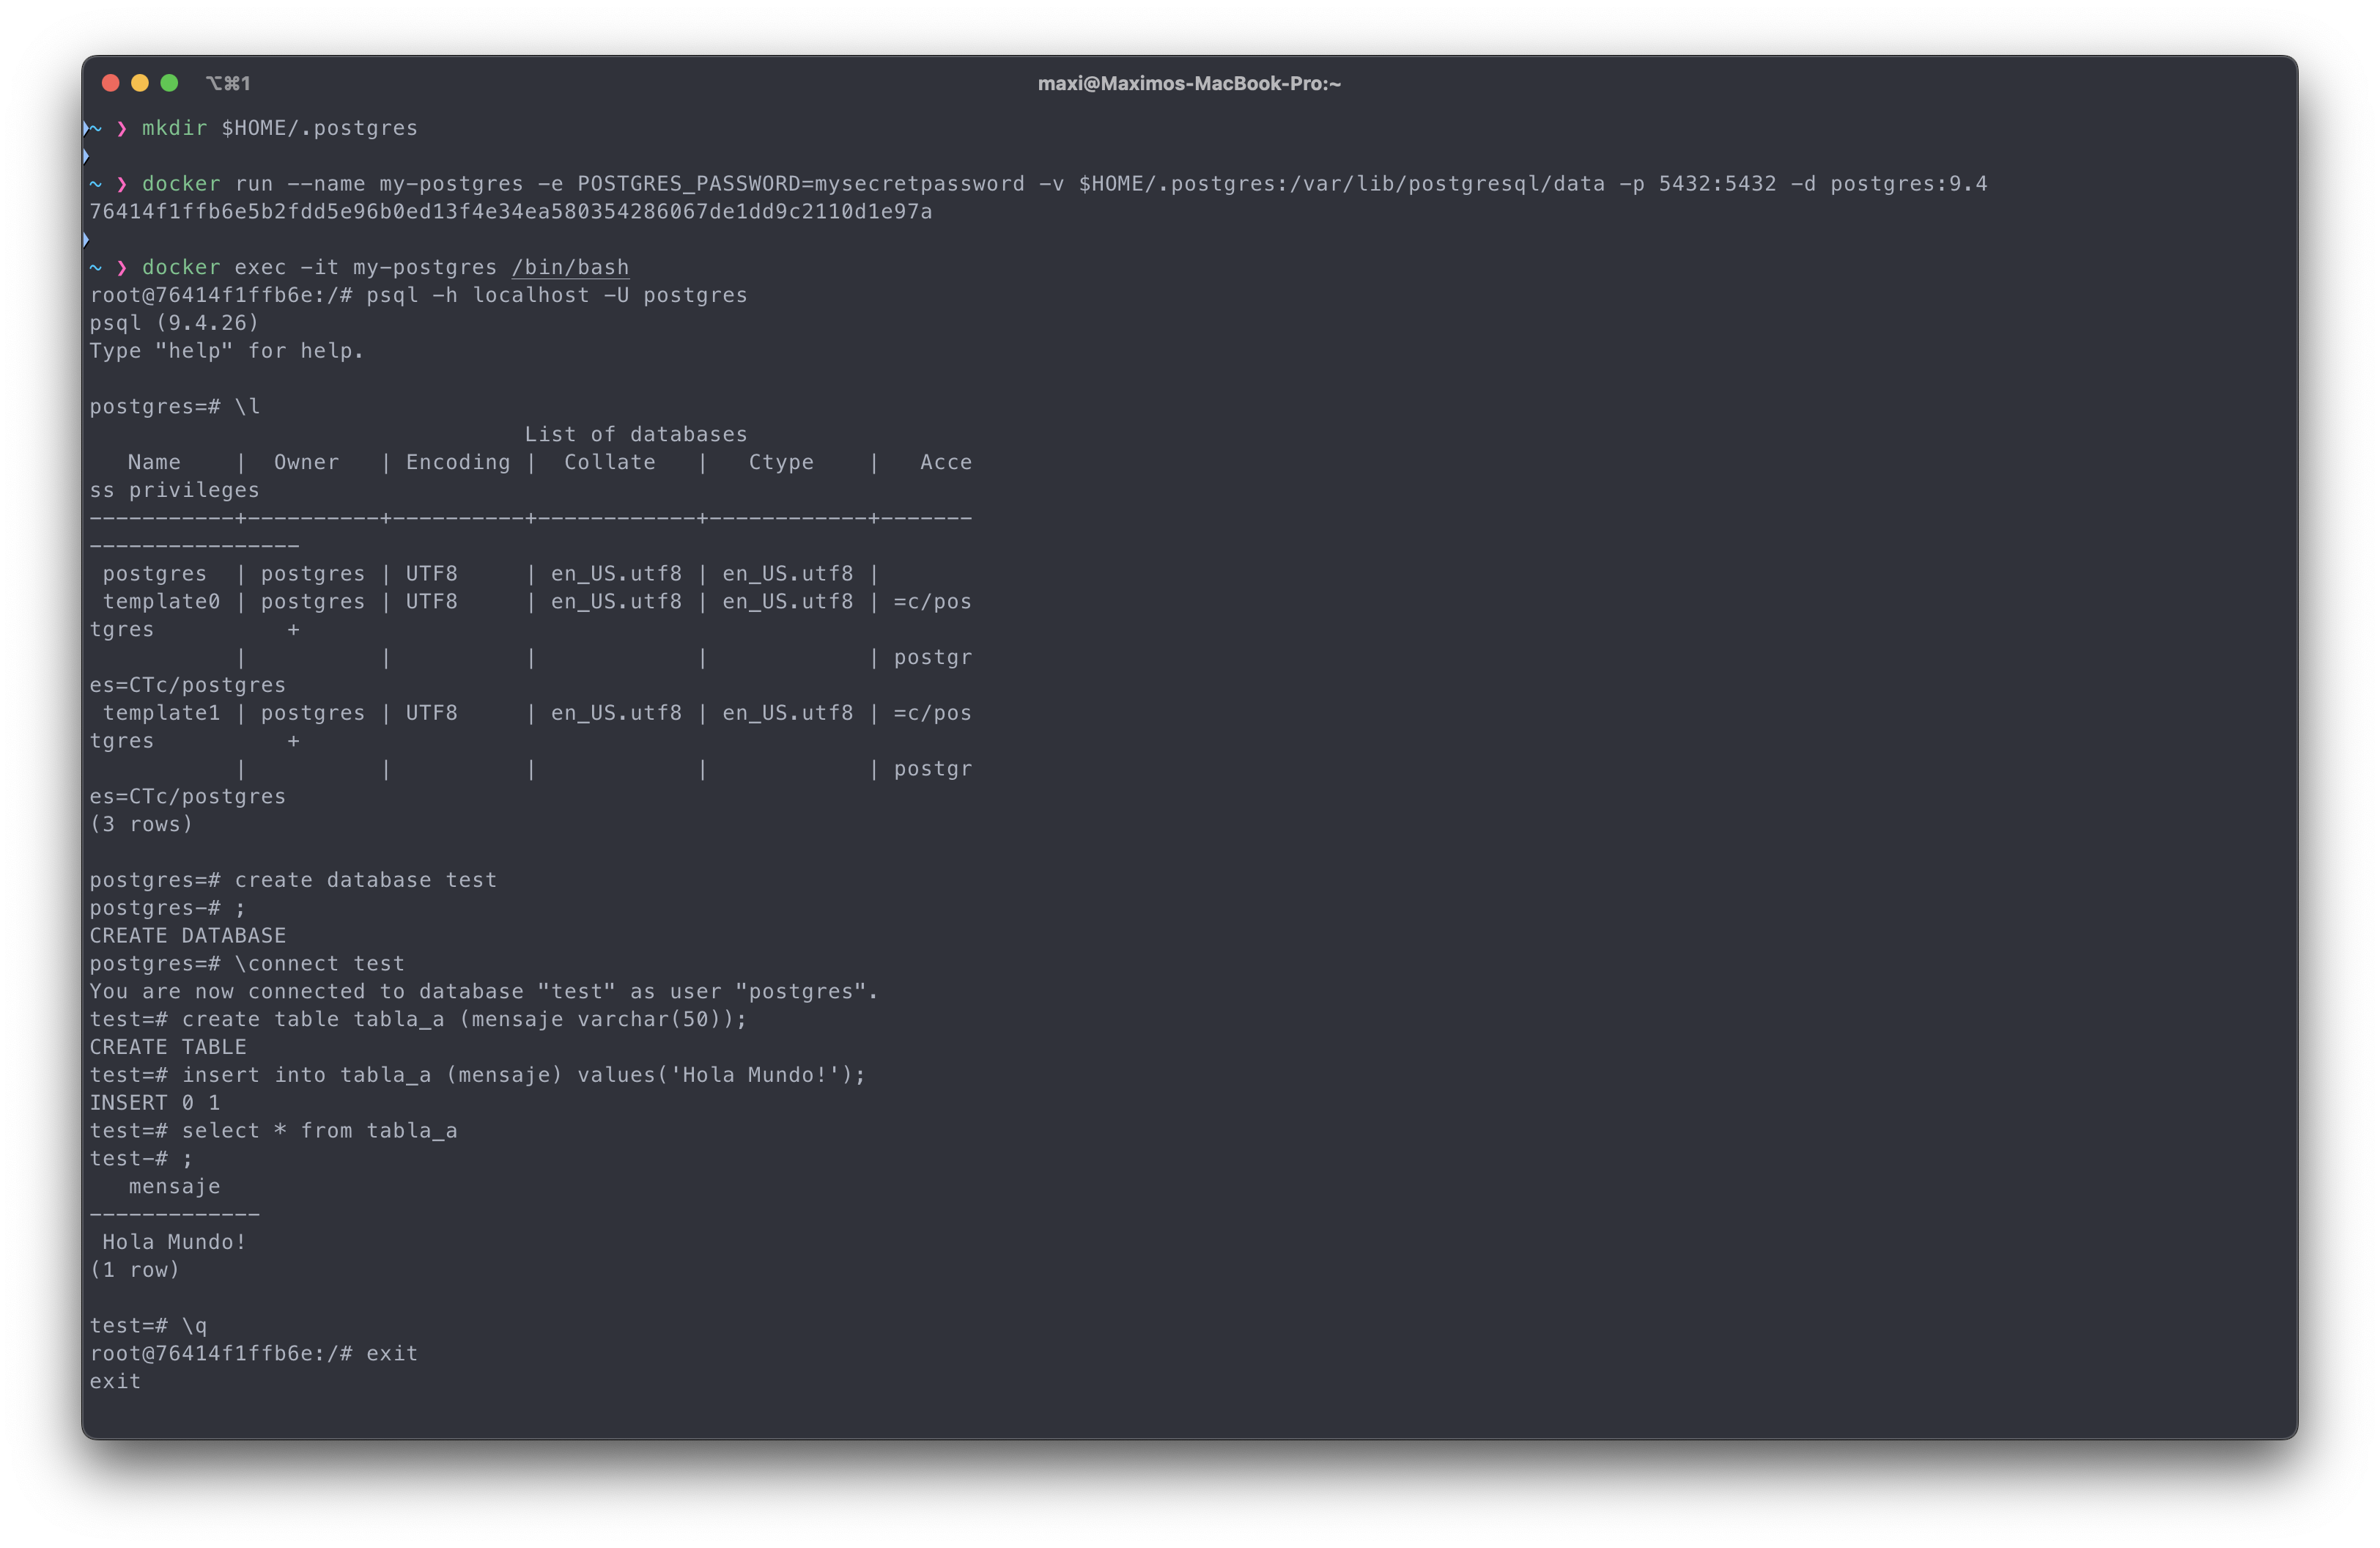 ⌥⌘1 maxi@Maximos-MacBook-Pro:~
~ ❯ mkdir $HOME/.postgres
~ ❯ docker run --name my-postgres -e POSTGRES_PASSWORD=mysecretpassword -v $HOME/.postgres:/var/lib/postgresql/data -p 5432:5432 -d postgres:9.4
76414f1ffb6e5b2fdd5e96b0ed13f4e34ea580354286067de1dd9c2110d1e97a
~ ❯ docker exec -it my-postgres /bin/bash
root@76414f1ffb6e:/# psql -h localhost -U postgres
psql (9.4.26)
Type "help" for help.

postgres=# \l
                                 List of databases
   Name    |  Owner   | Encoding |  Collate   |   Ctype    |   Acce
ss privileges
-----------+----------+----------+------------+------------+-------
----------------
 postgres  | postgres | UTF8     | en_US.utf8 | en_US.utf8 |
 template0 | postgres | UTF8     | en_US.utf8 | en_US.utf8 | =c/pos
tgres          +
           |          |          |            |            | postgr
es=CTc/postgres
 template1 | postgres | UTF8     | en_US.utf8 | en_US.utf8 | =c/pos
tgres          +
           |          |          |            |            | postgr
es=CTc/postgres
(3 rows)

postgres=# create database test
postgres-# ;
CREATE DATABASE
postgres=# \connect test
You are now connected to database "test" as user "postgres".
test=# create table tabla_a (mensaje varchar(50));
CREATE TABLE
test=# insert into tabla_a (mensaje) values('Hola Mundo!');
INSERT 0 1
test=# select * from tabla_a
test-# ;
   mensaje
-------------
 Hola Mundo!
(1 row)

test=# \q
root@76414f1ffb6e:/# exit
exit